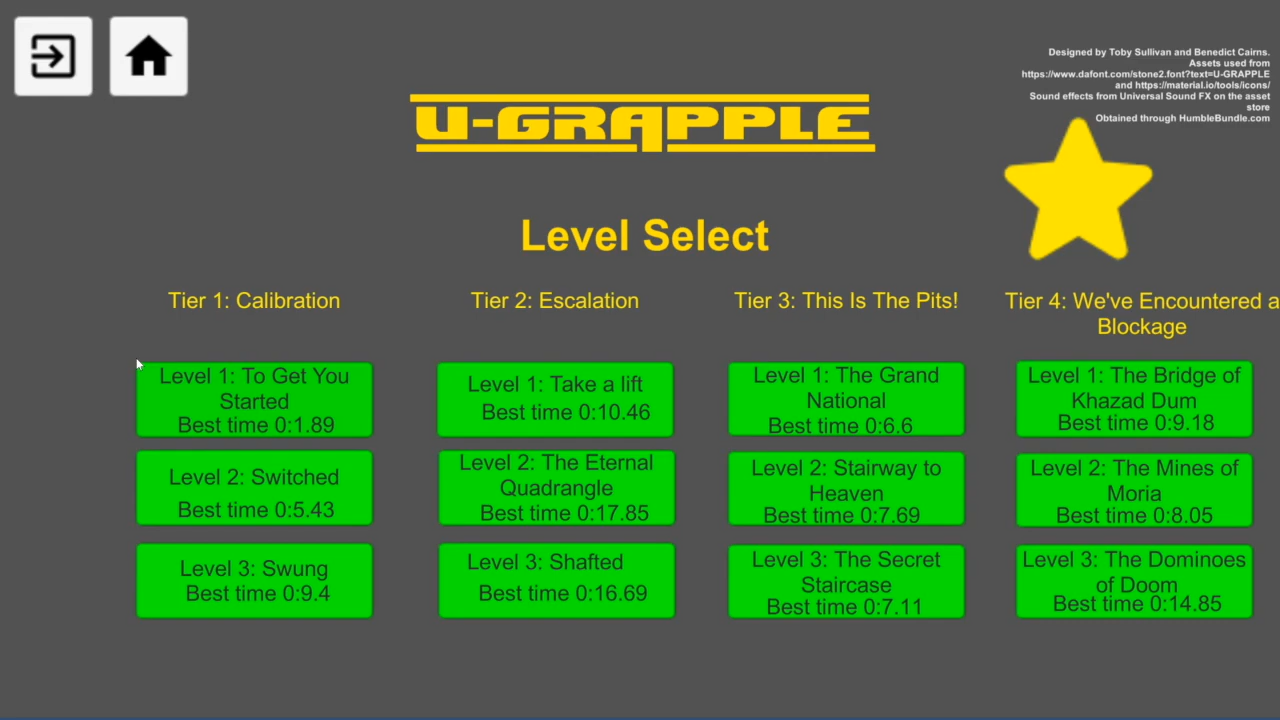 Designed by Toby Sullivan and Benedict Cairns.
Assets used from
https://www.dafont.com/stone2.font?text=U-GRAPPLE
and https://material.io/tools/icons/
Sound effects from Universal Sound FX on the asset
store
Obtained through HumbleBundle.com
U-GRAPPLE
Level Select
Tier 1: Calibration
Level 1: To Get You
Started
Best time 0:1.89
Level 2: Switched
Best time 0:5.43
Level 3: Swung
Best time 0:9.4
Tier 2: Escalation
Level 1: Take a lift
Best time 0:10.46
Level 2: The Eternal
Quadrangle
Best time 0:17.85
Level 3: Shafted
Best time 0:16.69
Tier 3: This Is The Pits!
Level 1: The Grand
National
Best time 0:6.6
Level 2: Stairway to
Heaven
Best time 0:7.69
Level 3: The Secret
Staircase
Best time 0:7.11
Tier 4: We've Encountered a
Blockage
Level 1: The Bridge of
Khazad Dum
Best time 0:9.18
Level 2: The Mines of
Moria
Best time 0:8.05
Level 3: The Dominoes
of Doom
Best time 0:14.85